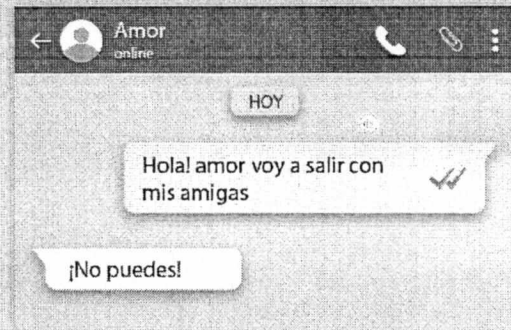 Amor
online
HOY
Hola! amor voy a salir con
mis amigas
¡No puedes!